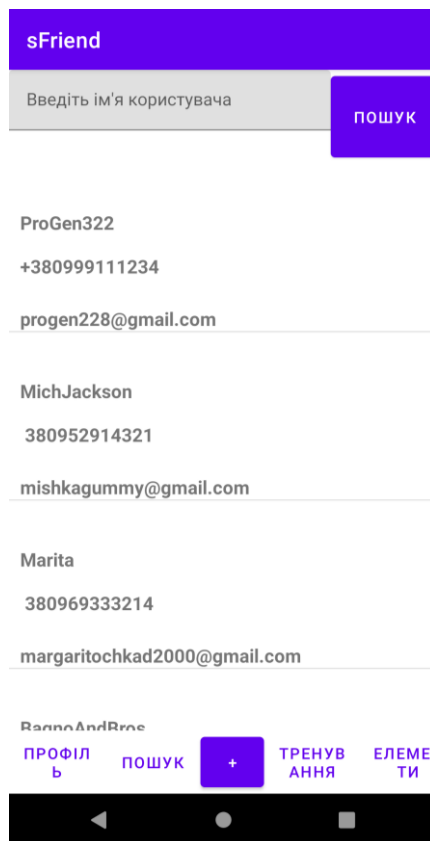 sFriend
Введіть ім'я користувача
ПОШУК
ProGen322
+380999111234
progen228@gmail.com
MichJackson
380952914321
mishkagummy@gmail.com
Marita
380969333214
margaritochkad2000@gmail.com
BagnoAndBros
ПРОФІЛ
Ь
ПОШУК
+
ТРЕНУВ
АННЯ
ЕЛЕМЕ
ТИ